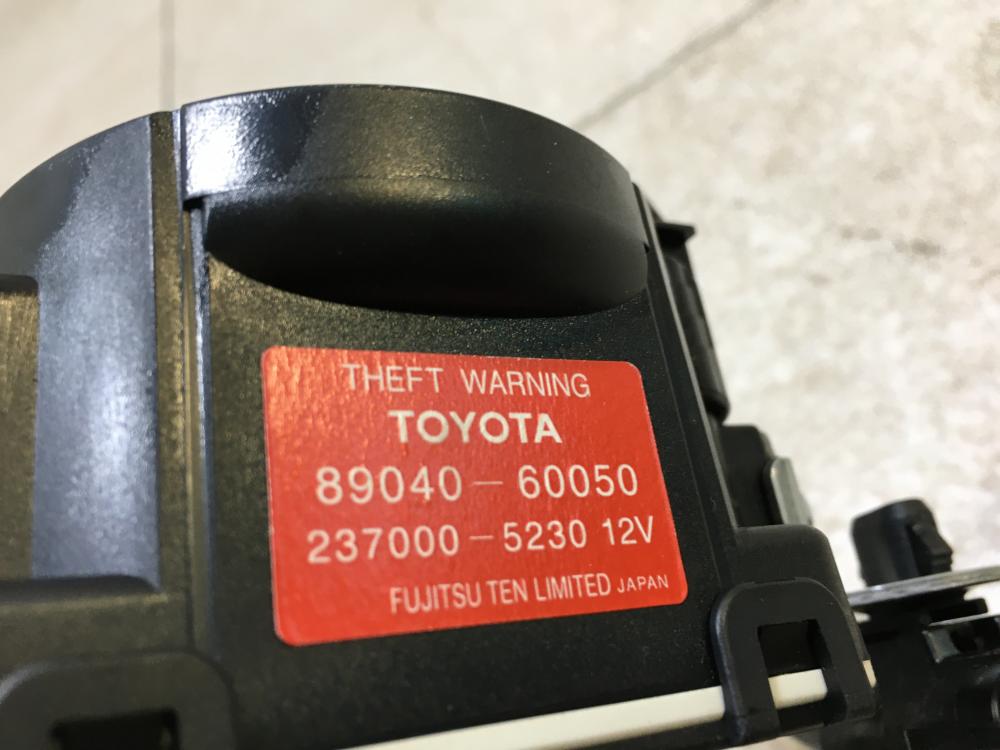 THEFT WARNING
TOYOTA
89040 - 60050
237000 - 5230 12V
FUJITSU TEN LIMITED JAPAN